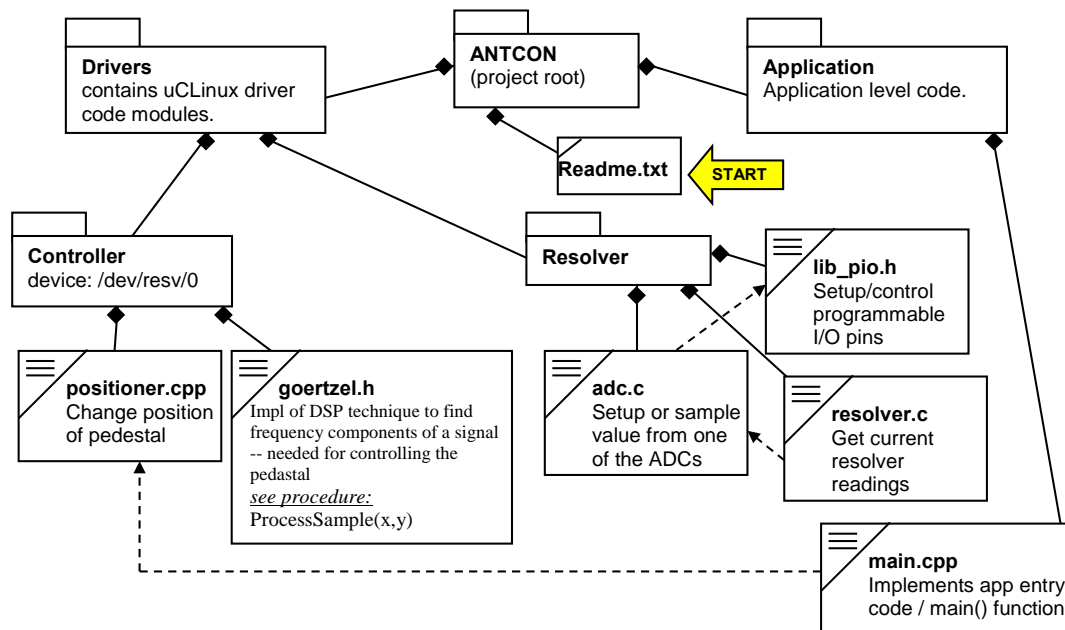 Drivers
contains uCLinux driver
code modules.
ANTCON
(project root)
Application
Application level code.
Readme.txt
START
Controller
device: /dev/resv/0
Resolver
lib_pio.h
Setup/control
programmable
I/O pins
positioner.cpp
Change position
of pedestal
goertzel.h
Impl of DSP technique to find
frequency components of a signal
-- needed for controlling the
pedastal
see procedure:
ProcessSample(x,y)
adc.c
Setup or sample
value from one
of the ADCs
resolver.c
Get current
resolver
readings
main.cpp
Implements app entry
code / main() function